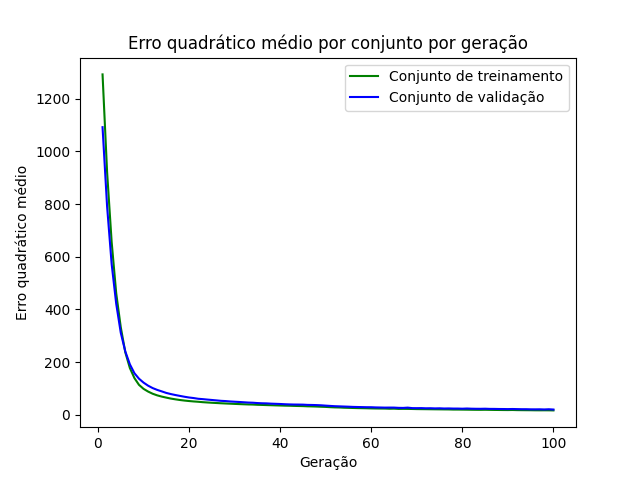 Erro quadrático médio por conjunto por geração
Conjunto de treinamento
Conjunto de validação
Erro quadrático médio
1200
1000
800
600
400
200
0
0 20 40 60 80 100
Geração